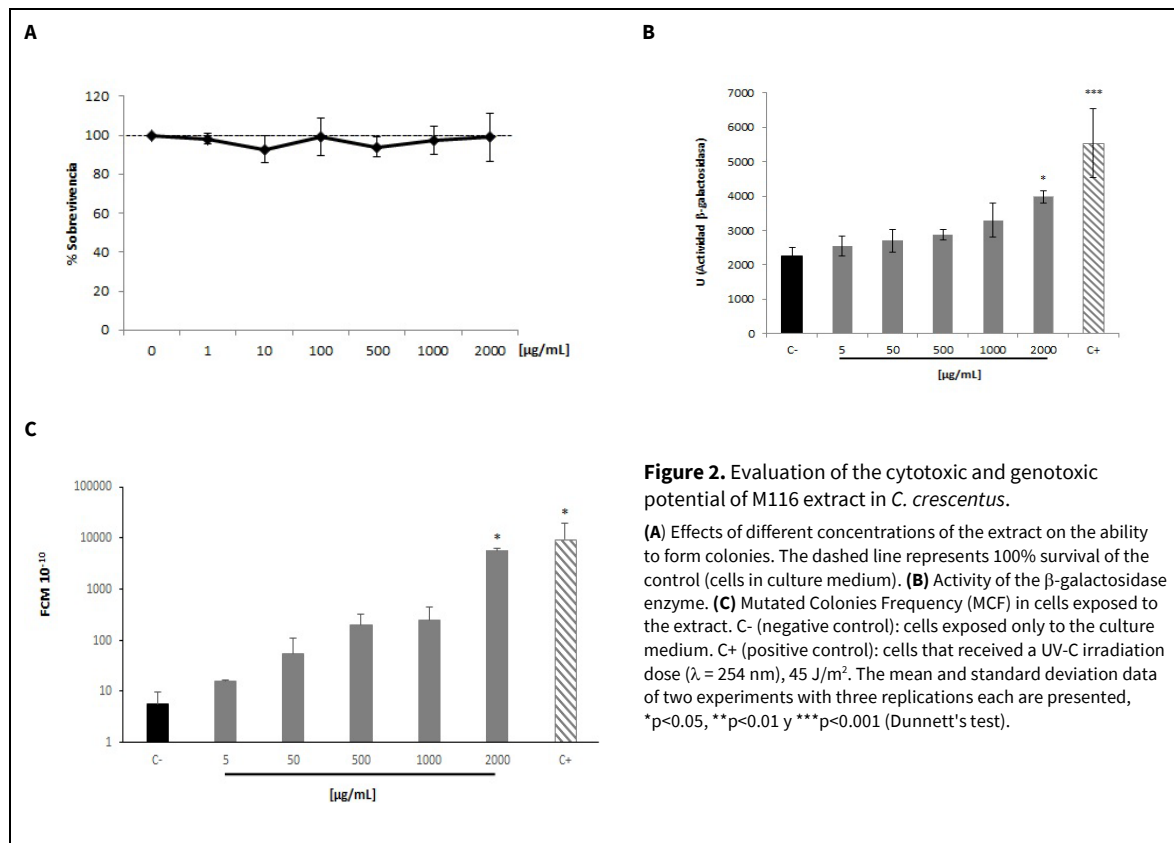 A
120
100
80
60
40
20
0
% Sobrevivencia
0 1 10 100 500 1000 2000 [µg/mL]
B
7000
6000
5000
4000
3000
2000
1000
0
U (Actividad β-galactosidasa)
*
***
C- 5 50 500 1000 2000 C+
[µg/mL]
C
100000
10000
1000
100
10
1
FCM 10⁻¹⁰
*
*
C- 5 50 500 1000 2000 C+
[µg/mL]
Figure 2. Evaluation of the cytotoxic and genotoxic
potential of M116 extract in C. crescentus.
(A) Effects of different concentrations of the extract on the ability
to form colonies. The dashed line represents 100% survival of the
control (cells in culture medium). (B) Activity of the β-galactosidase
enzyme. (C) Mutated Colonies Frequency (MCF) in cells exposed to
the extract. C- (negative control): cells exposed only to the culture
medium. C+ (positive control): cells that received a UV-C irradiation
dose (λ = 254 nm), 45 J/m². The mean and standard deviation data
of two experiments with three replications each are presented,
*p<0.05, **p<0.01 y ***p<0.001 (Dunnett's test).